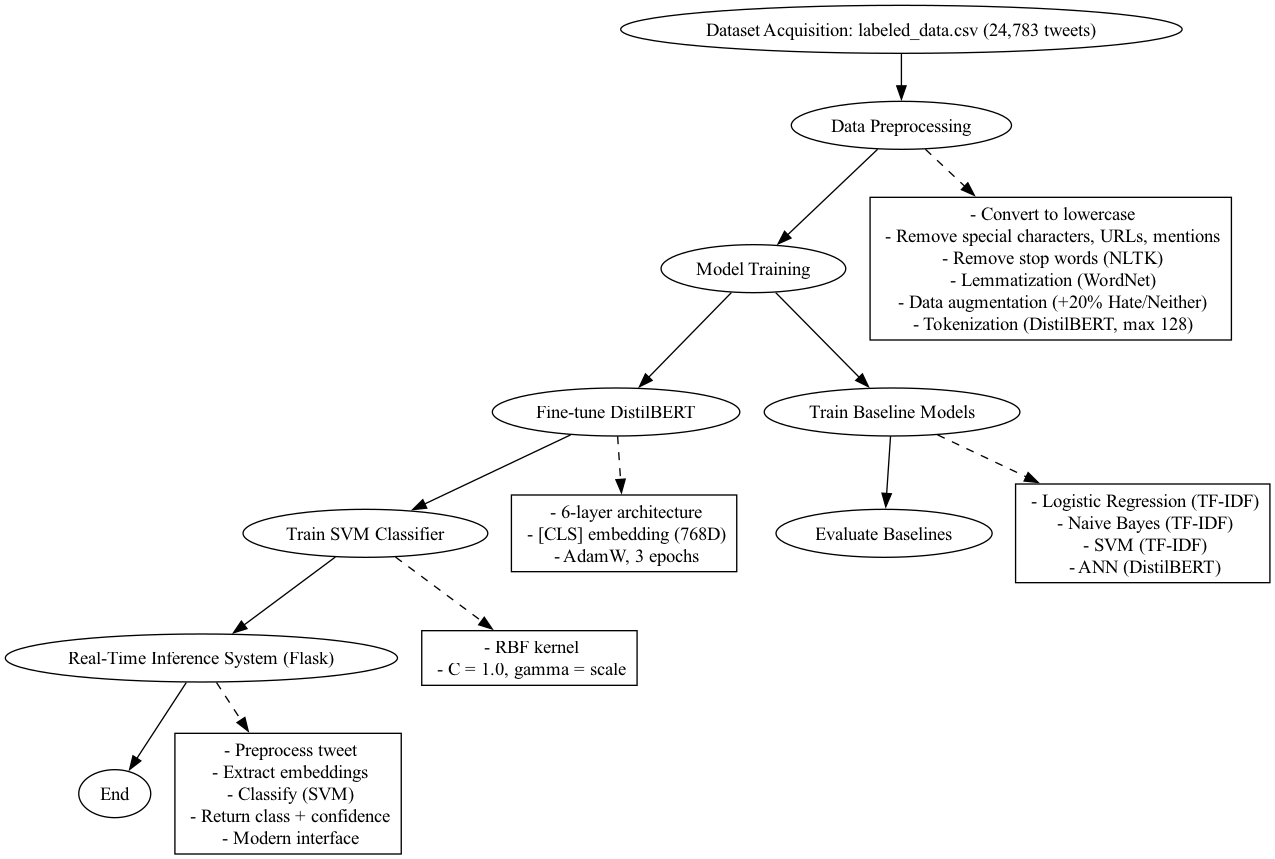 Dataset Acquisition: labeled_data.csv (24,783 tweets)
Data Preprocessing
- Convert to lowercase
- Remove special characters, URLs, mentions
- Remove stop words (NLTK)
- Lemmatization (WordNet)
- Data augmentation (+20% Hate/Neither)
- Tokenization (DistilBERT, max 128)
Model Training
Fine-tune DistilBERT
Train Baseline Models
- 6-layer architecture
- [CLS] embedding (768D)
- AdamW, 3 epochs
- Logistic Regression (TF-IDF)
- Naive Bayes (TF-IDF)
- SVM (TF-IDF)
- ANN (DistilBERT)
Train SVM Classifier
Evaluate Baselines
- RBF kernel
- C = 1.0, gamma = scale
Real-Time Inference System (Flask)
- Preprocess tweet
- Extract embeddings
- Classify (SVM)
- Return class + confidence
- Modern interface
End